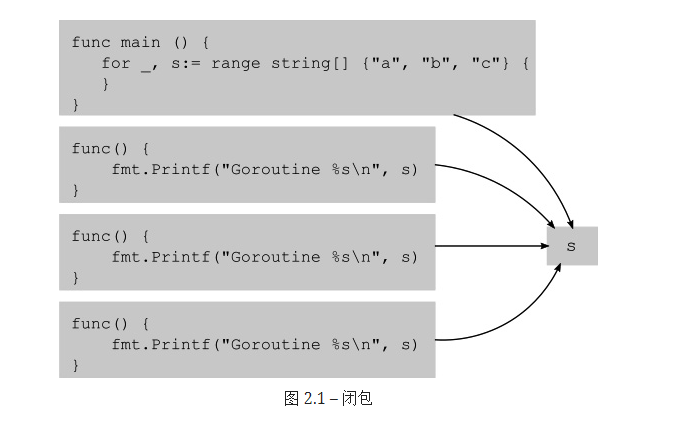 func main () {
for _, s:= range string[] {"a", "b", "c"} {
}
}
func() {
fmt.Printf("Goroutine %s\n", s)
}
func() {
fmt.Printf("Goroutine %s\n", s)
}
s
func() {
fmt.Printf("Goroutine %s\n", s)
}
图 2.1 – 闭包